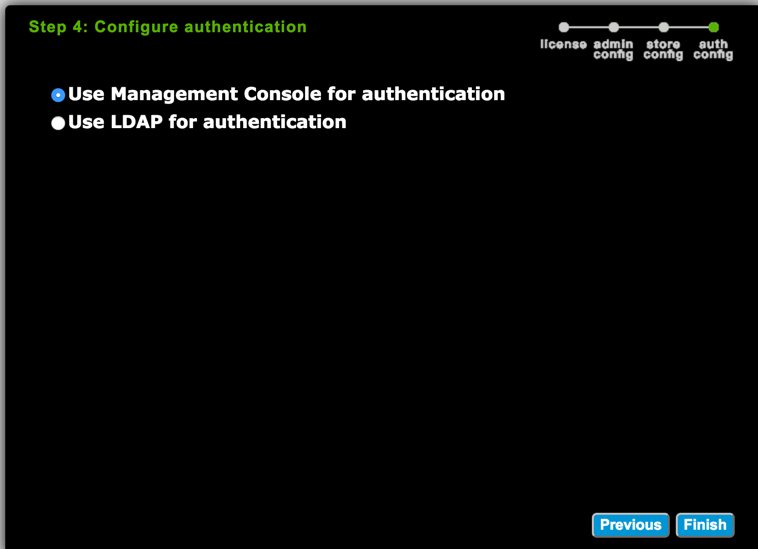 Step 4: Configure authentication
license admin config store config auth config
Use Management Console for authentication
Use LDAP for authentication
Previous Finish